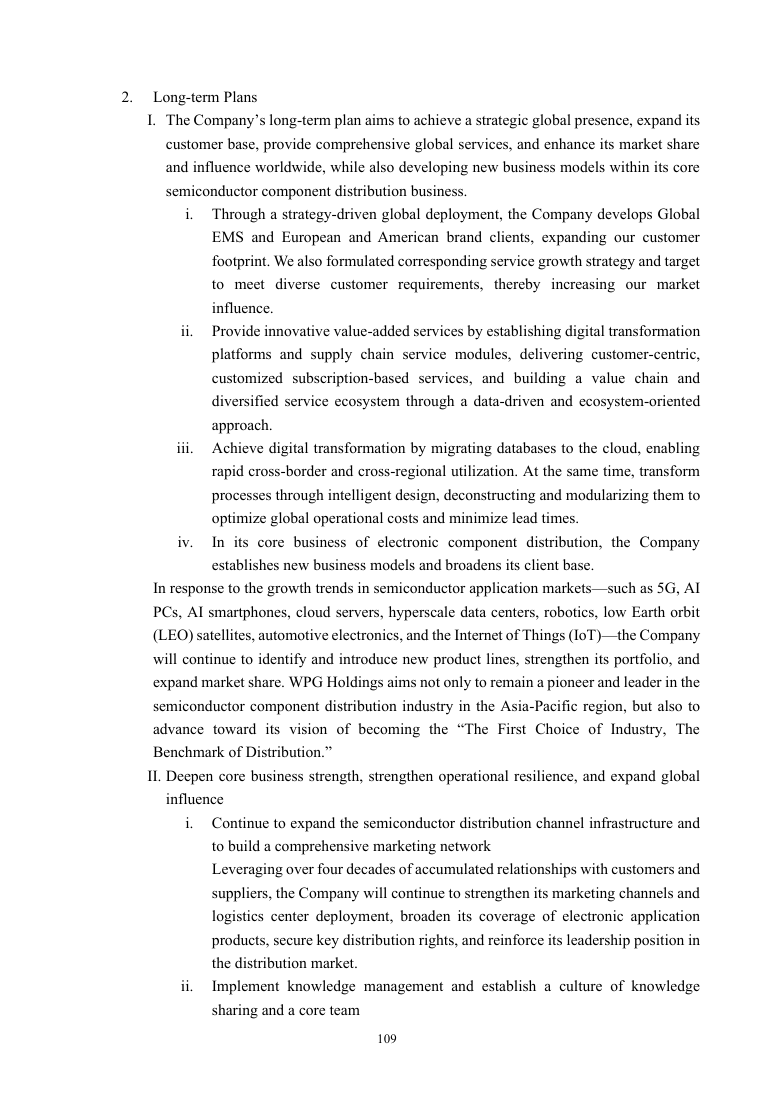 2. Long-term Plans
I. The Company’s long-term plan aims to achieve a strategic global presence, expand its
customer base, provide comprehensive global services, and enhance its market share
and influence worldwide, while also developing new business models within its core
semiconductor component distribution business.
i. Through a strategy-driven global deployment, the Company develops Global
EMS and European and American brand clients, expanding our customer
footprint. We also formulated corresponding service growth strategy and target
to meet diverse customer requirements, thereby increasing our market
influence.
ii. Provide innovative value-added services by establishing digital transformation
platforms and supply chain service modules, delivering customer-centric,
customized subscription-based services, and building a value chain and
diversified service ecosystem through a data-driven and ecosystem-oriented
approach.
iii. Achieve digital transformation by migrating databases to the cloud, enabling
rapid cross-border and cross-regional utilization. At the same time, transform
processes through intelligent design, deconstructing and modularizing them to
optimize global operational costs and minimize lead times.
iv. In its core business of electronic component distribution, the Company
establishes new business models and broadens its client base.
In response to the growth trends in semiconductor application markets—such as 5G, AI
PCs, AI smartphones, cloud servers, hyperscale data centers, robotics, low Earth orbit
(LEO) satellites, automotive electronics, and the Internet of Things (IoT)—the Company
will continue to identify and introduce new product lines, strengthen its portfolio, and
expand market share. WPG Holdings aims not only to remain a pioneer and leader in the
semiconductor component distribution industry in the Asia-Pacific region, but also to
advance toward its vision of becoming the “The First Choice of Industry, The
Benchmark of Distribution.”
II. Deepen core business strength, strengthen operational resilience, and expand global
influence
i. Continue to expand the semiconductor distribution channel infrastructure and
to build a comprehensive marketing network
Leveraging over four decades of accumulated relationships with customers and
suppliers, the Company will continue to strengthen its marketing channels and
logistics center deployment, broaden its coverage of electronic application
products, secure key distribution rights, and reinforce its leadership position in
the distribution market.
ii. Implement knowledge management and establish a culture of knowledge
sharing and a core team
109